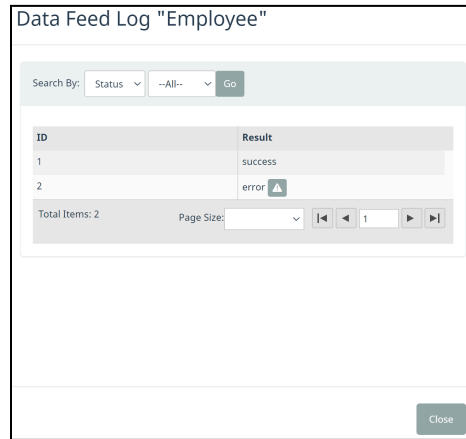 Data Feed Log "Employee"
Search By: Status --All-- Go
ID Result
1 success
2 error
Total Items: 2 Page Size: 1
Close